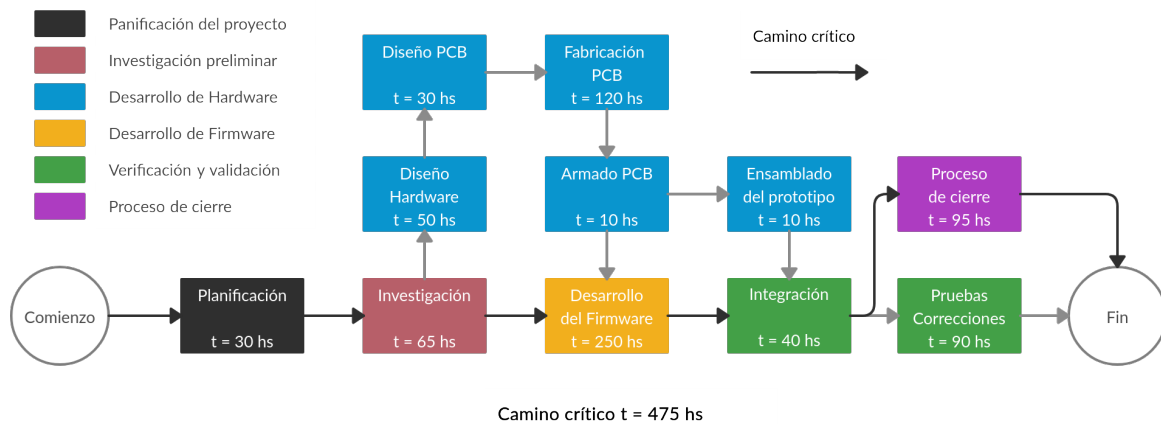 Panificación del proyecto
Investigación preliminar
Desarrollo de Hardware
Desarrollo de Firmware
Verificación y validación
Proceso de cierre
Camino crítico
Diseño PCB
t = 30 hs
Fabricación
PCB
t = 120 hs
Diseño
Hardware
t = 50 hs
Armado PCB
t = 10 hs
Ensamblado
del prototipo
t = 10 hs
Proceso
de cierre
t = 95 hs
Comienzo
Planificación
t = 30 hs
Investigación
t = 65 hs
Desarrollo
del Firmware
t = 250 hs
Integración
t = 40 hs
Pruebas
Correcciones
t = 90 hs
Fin
Camino crítico t = 475 hs